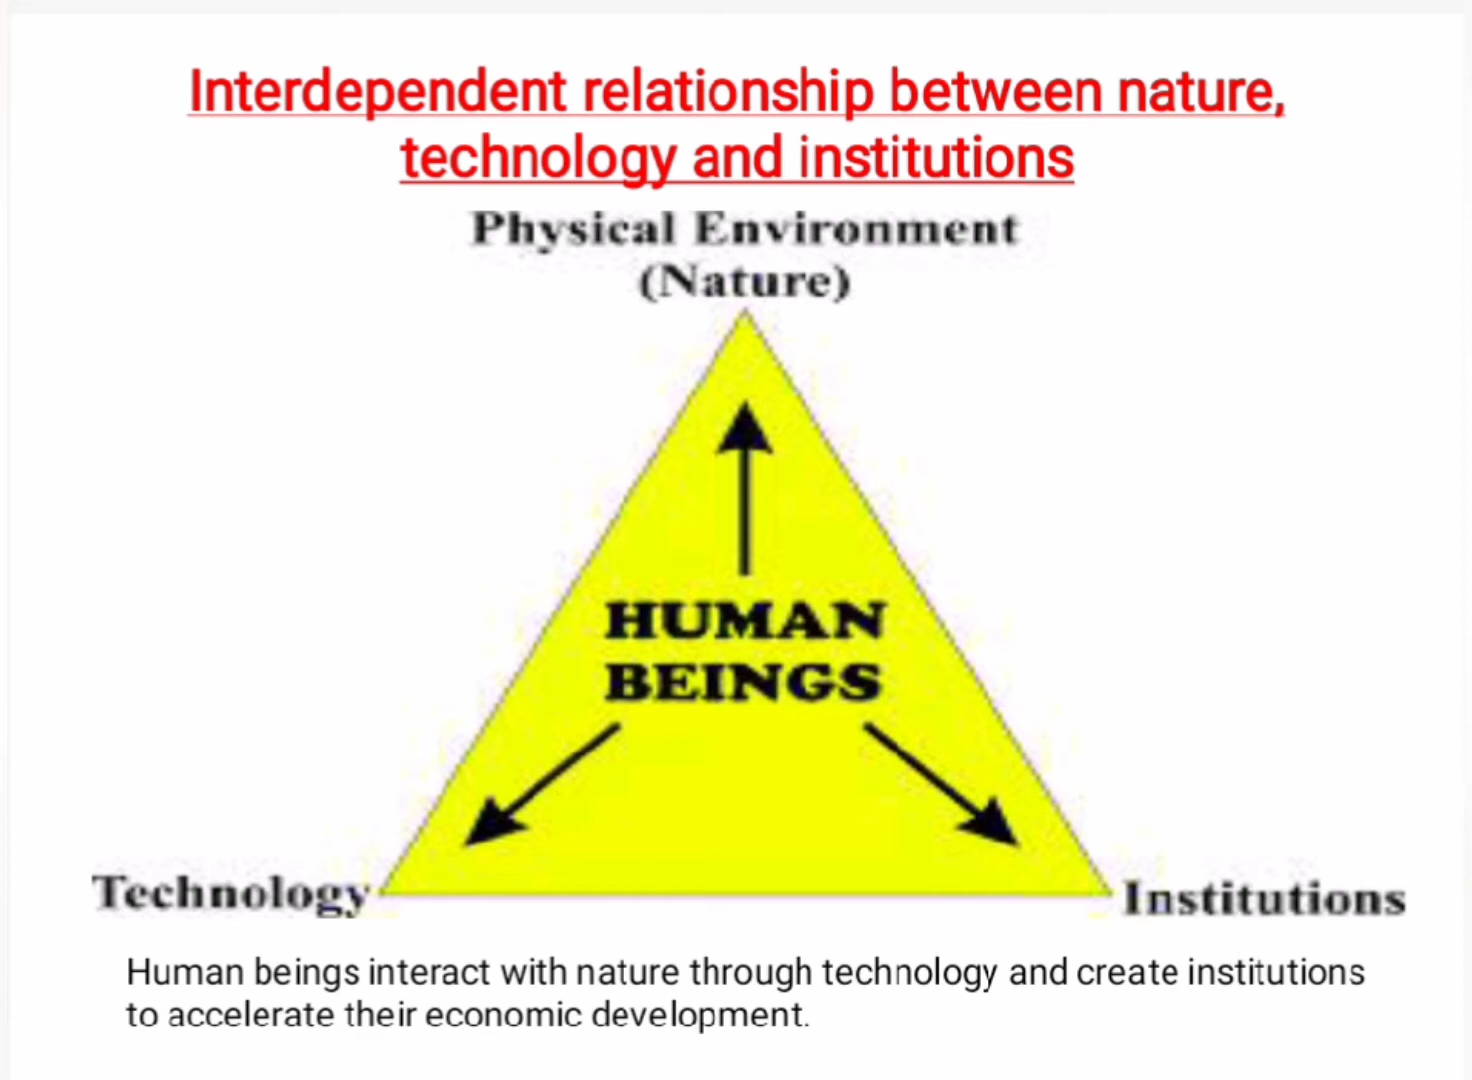 Interdependent relationship between nature,
technology and institutions
Physical Environment
(Nature)
HUMAN
BEINGS
Technology
Institutions
Human beings interact with nature through technology and create institutions
to accelerate their economic development.